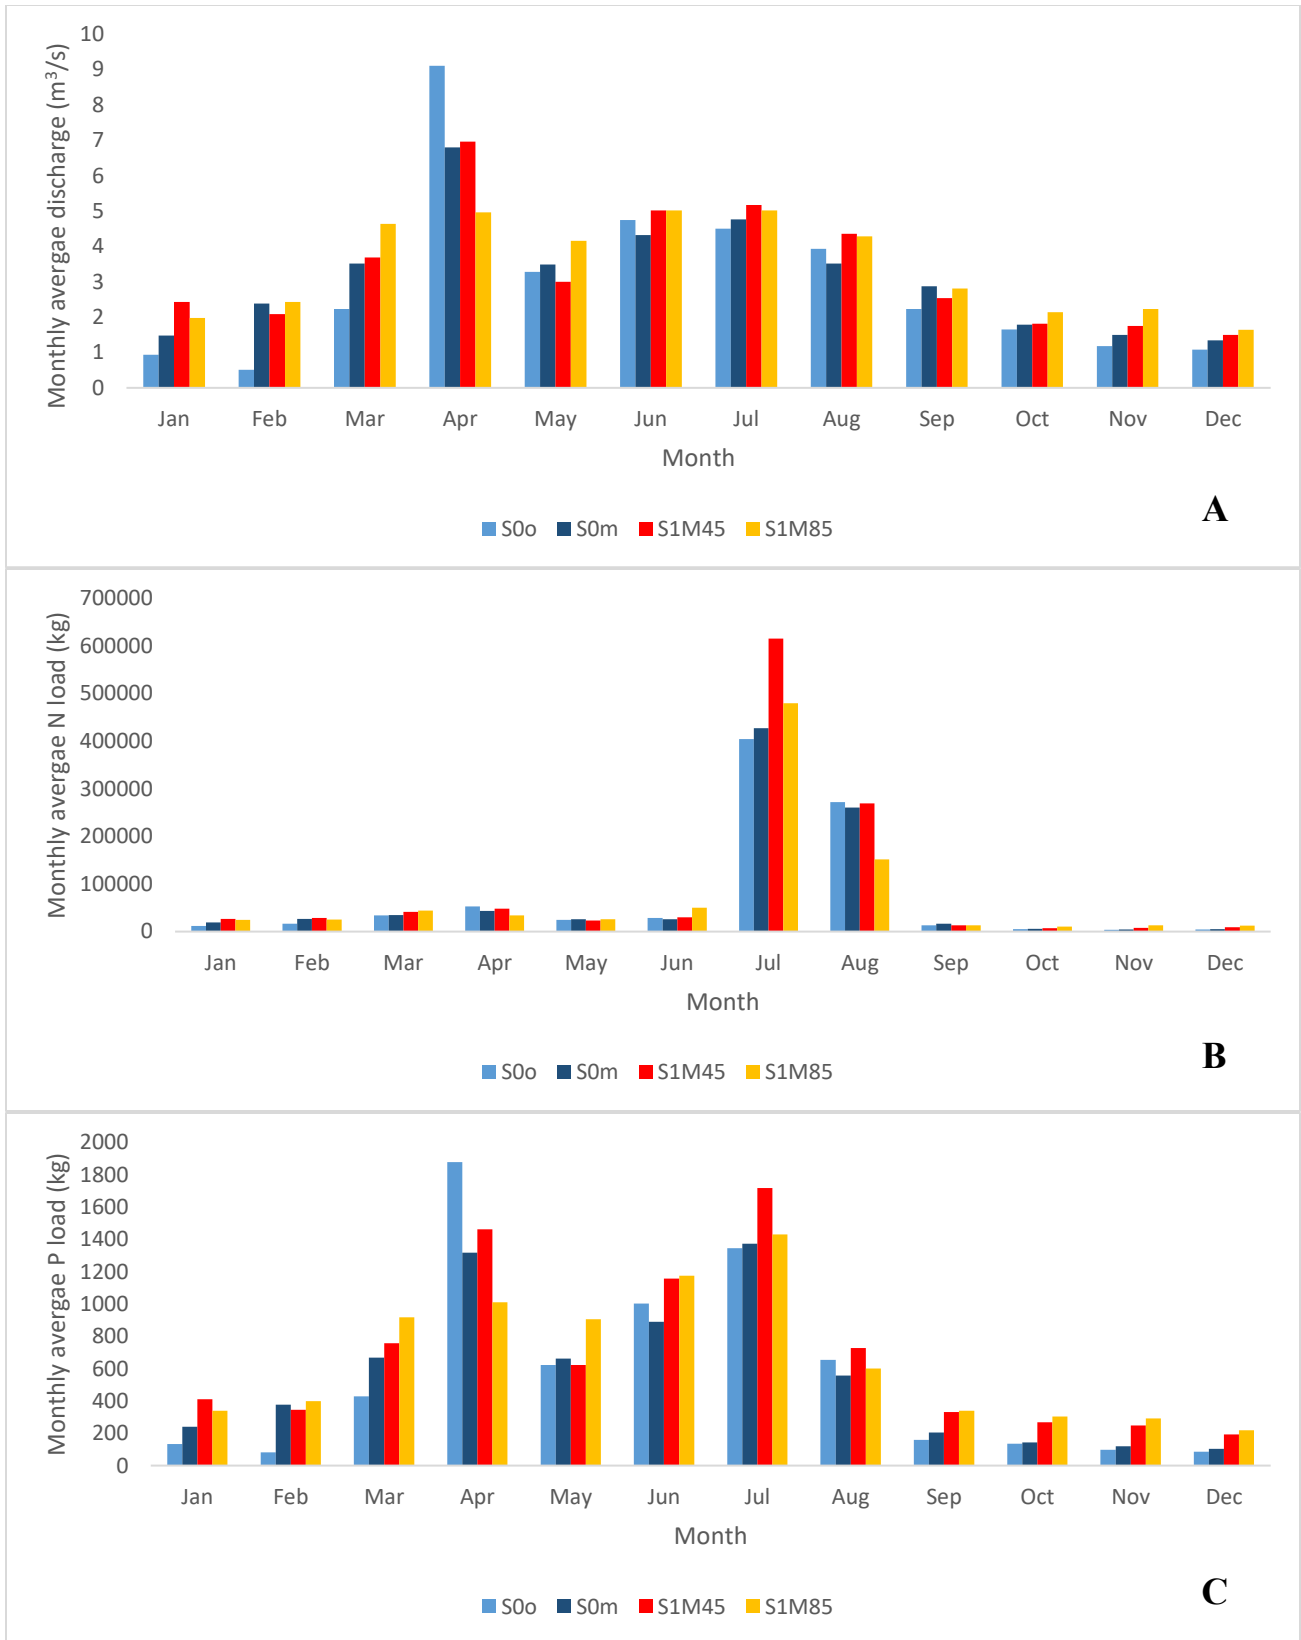 Monthly avergae discharge (m³/s)
10
9
8
7
6
5
4
3
2
1
0
Jan Feb Mar Apr May Jun Jul Aug Sep Oct Nov Dec
Month
S0o S0m S1M45 S1M85
A
Monthly avergae N load (kg)
700000
600000
500000
400000
300000
200000
100000
0
Jan Feb Mar Apr May Jun Jul Aug Sep Oct Nov Dec
Month
S0o S0m S1M45 S1M85
B
Monthly avergae P load (kg)
2000
1800
1600
1400
1200
1000
800
600
400
200
0
Jan Feb Mar Apr May Jun Jul Aug Sep Oct Nov Dec
Month
S0o S0m S1M45 S1M85
C